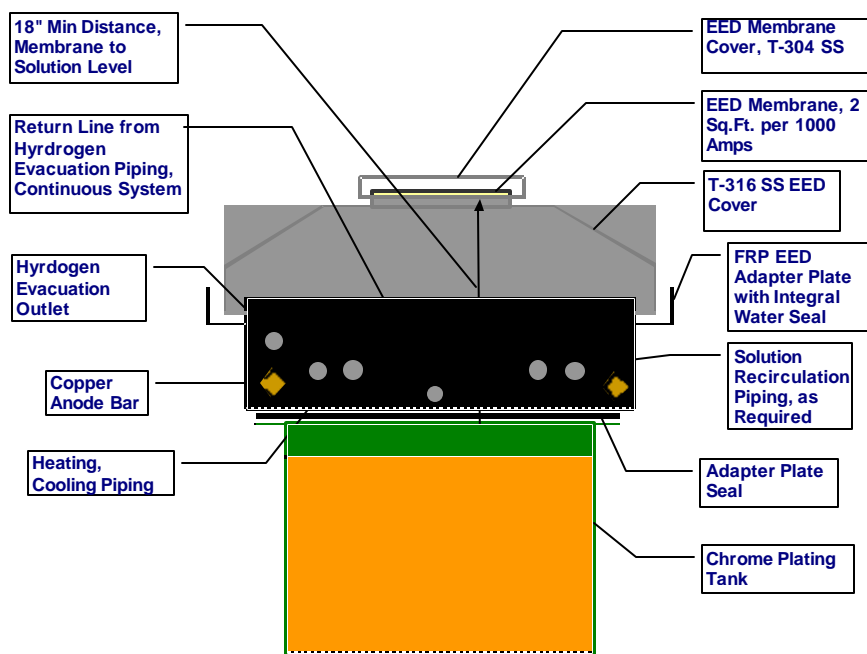 18" Min Distance,
Membrane to
Solution Level
Return Line from
Hyrdrogen
Evacuation Piping,
Continuous System
Hyrdogen
Evacuation
Outlet
Copper
Anode Bar
Heating,
Cooling Piping
EED Membrane
Cover, T-304 SS
EED Membrane, 2
Sq.Ft. per 1000
Amps
T-316 SS EED
Cover
FRP EED
Adapter Plate
with Integral
Water Seal
Solution
Recirculation
Piping, as
Required
Adapter Plate
Seal
Chrome Plating
Tank